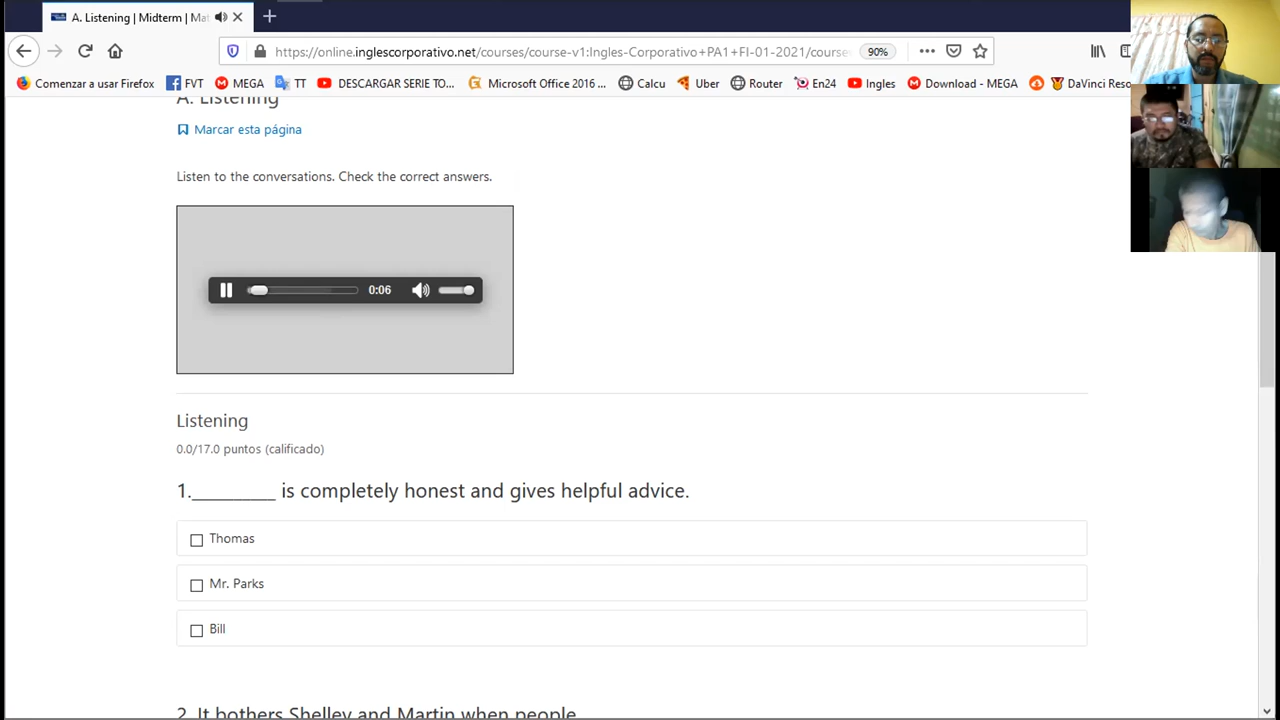 A. Listening | Midterm | Mat
https://online.inglescorporativo.net/courses/course-v1:Ingles-Corporativo+PA1+FI-01-2021/course
90%
Comenzar a usar Firefox FVT MEGA TT DESCARGAR SERIE TO... Microsoft Office 2016 ... Calcu Uber Router En24 Ingles Download - MEGA DaVinci Reso
A. Listening
Marcar esta página
Listen to the conversations. Check the correct answers.
0:06
Listening
0.0/17.0 puntos (calificado)
1.__________ is completely honest and gives helpful advice.
Thomas
Mr. Parks
Bill
2. It bothers Shelley and Martin when people